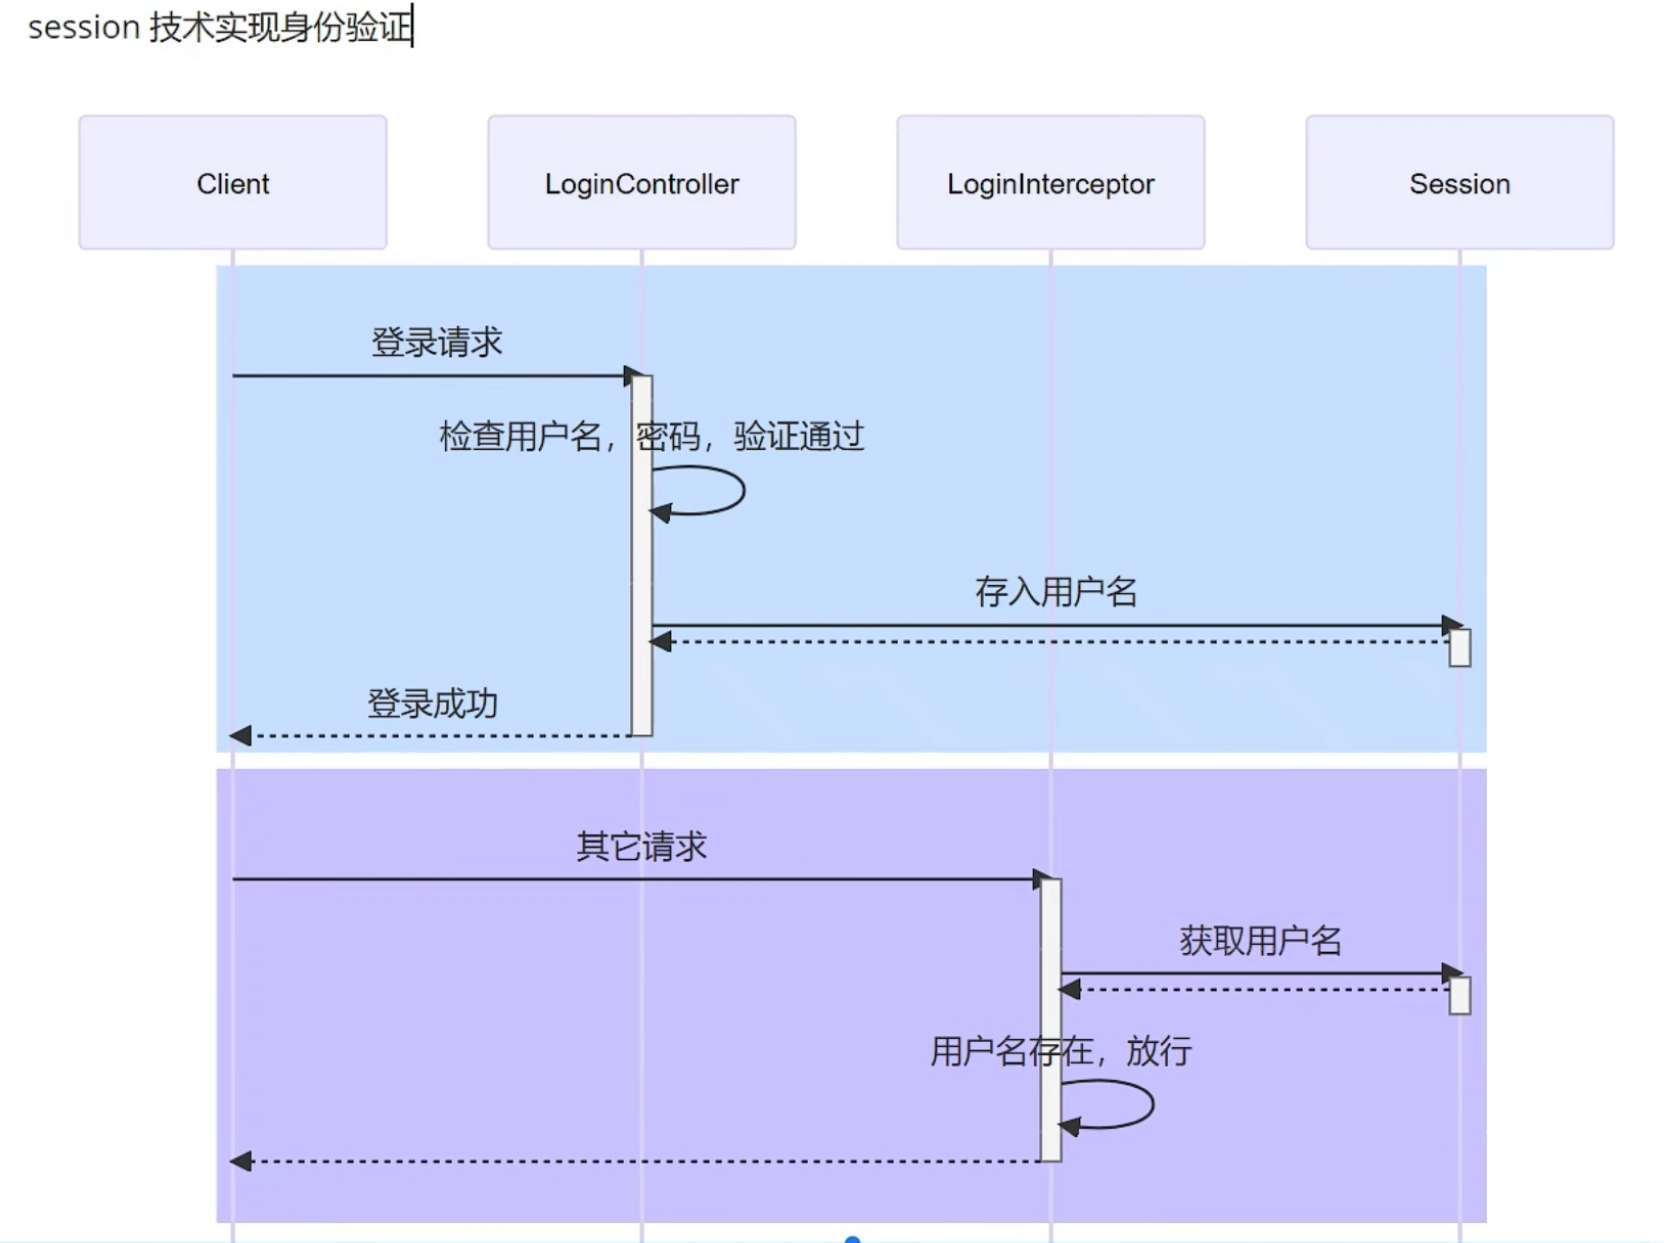 session 技术实现身份验证
Client
LoginController
LoginInterceptor
Session
登录请求
检查用户名，密码，验证通过
存入用户名
登录成功
其它请求
获取用户名
用户名存在，放行